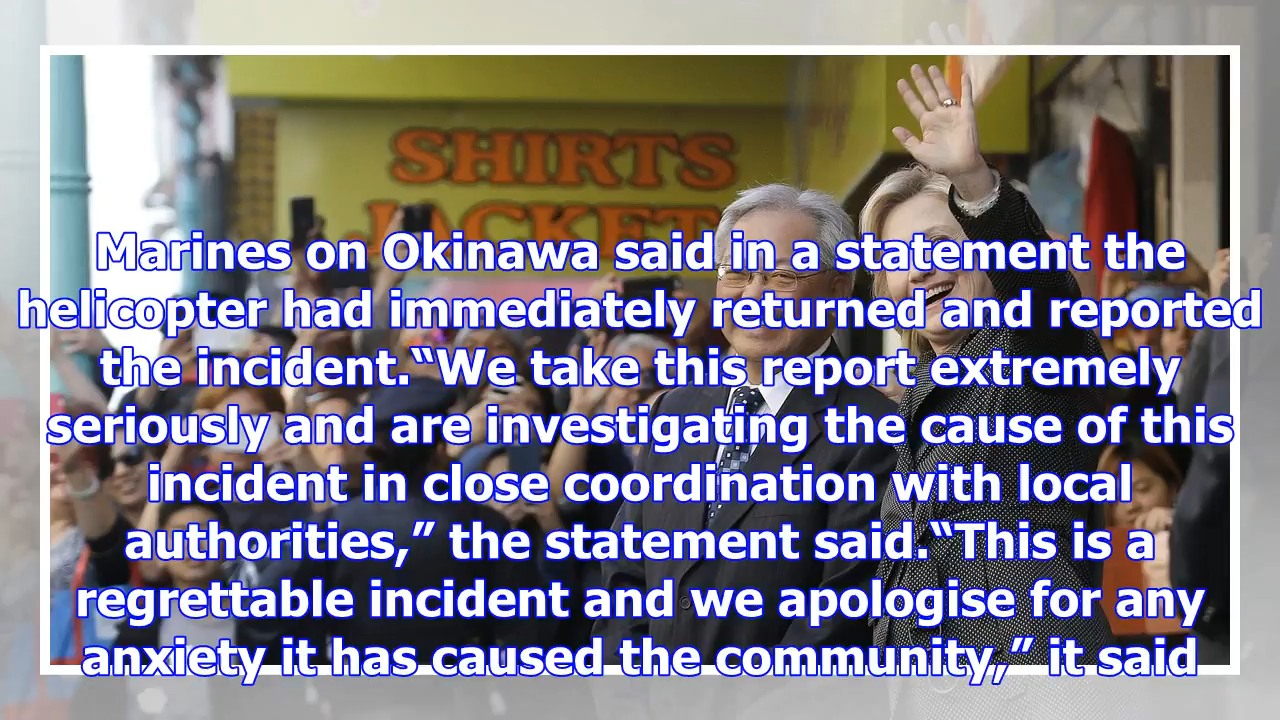 SHIRTS
JACKETS
Marines on Okinawa said in a statement the
helicopter had immediately returned and reported
the incident.“We take this report extremely
seriously and are investigating the cause of this
incident in close coordination with local
authorities,” the statement said.“This is a
regrettable incident and we apologise for any
anxiety it has caused the community,” it said